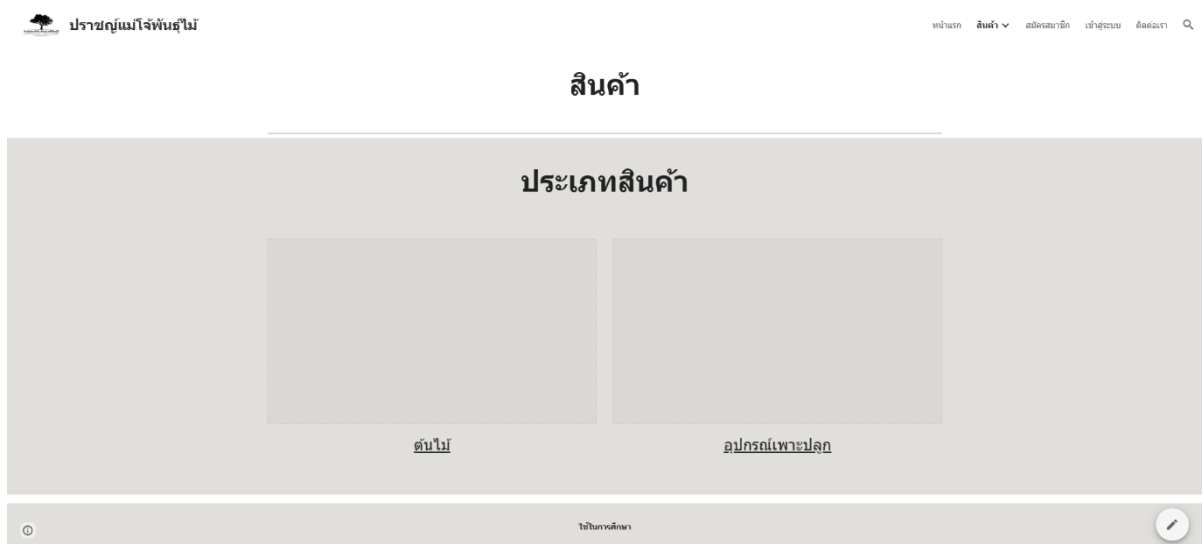 ปราชญ์แม่โจ้พันธุ์ไม้
หน้าแรก สินค้า สมัครสมาชิก เข้าสู่ระบบ ติดต่อเรา
สินค้า
ประเภทสินค้า
ต้นไม้ อุปกรณ์เพาะปลูก
ใช้ในการศึกษา